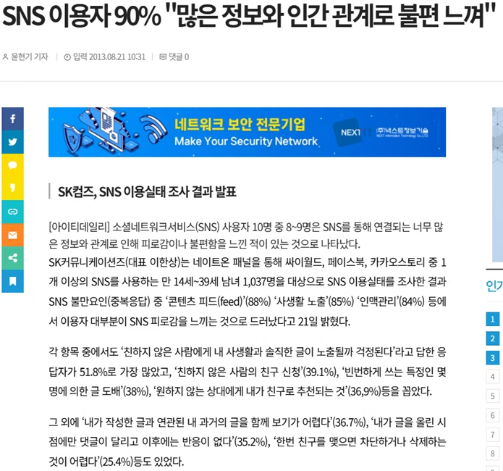 SNS 이용자 90% "많은 정보와 인간 관계로 불편 느껴"
윤현기 기자 | 입력 2013.08.21 10:31 | 댓글 0
네트워크 보안 전문기업
Make Your Security Network
NEXT (주)넥스트정보기술
SK컴즈, SNS 이용실태 조사 결과 발표
[아이티데일리] 소셜네트워크서비스(SNS) 사용자 10명 중 8~9명은 SNS를 통해 연결되는 너무 많
은 정보와 관계로 인해 피로감이나 불편함을 느낀 적이 있는 것으로 나타났다.
SK커뮤니케이션즈(대표 이한상)는 네이트온 패널을 통해 싸이월드, 페이스북, 카카오스토리 중 1
개 이상의 SNS를 사용하는 만 14세~39세 남녀 1,037명을 대상으로 SNS 이용실태를 조사한 결과
SNS 불만요인(중복응답) 중 '콘텐츠 피드(feed)'(88%) '사생활 노출'(85%) '인맥관리'(84%) 등에
서 이용자 대부분이 SNS 피로감을 느끼는 것으로 드러났다고 21일 밝혔다.
각 항목 중에서도 '친하지 않은 사람에게 내 사생활과 솔직한 글이 노출될까 걱정된다'라고 답한 응
답자가 51.8%로 가장 많았고, '친하지 않은 사람의 친구 신청'(39.1%), '빈번하게 쓰는 특정인 몇
명에 의한 글 도배'(38%), '원하지 않는 상대에게 내가 친구로 추천되는 것'(36,9%)등을 꼽았다.
그 외에 '내가 작성한 글과 연관된 내 과거의 글을 함께 보기가 어렵다'(36.7%), '내가 글을 올린 시
점에만 댓글이 달리고 이후에는 반응이 없다'(35.2%), '한번 친구를 맺으면 차단하거나 삭제하는
것이 어렵다'(25.4%)등도 있었다.
인기
1
2
3
4
5
6
7
8